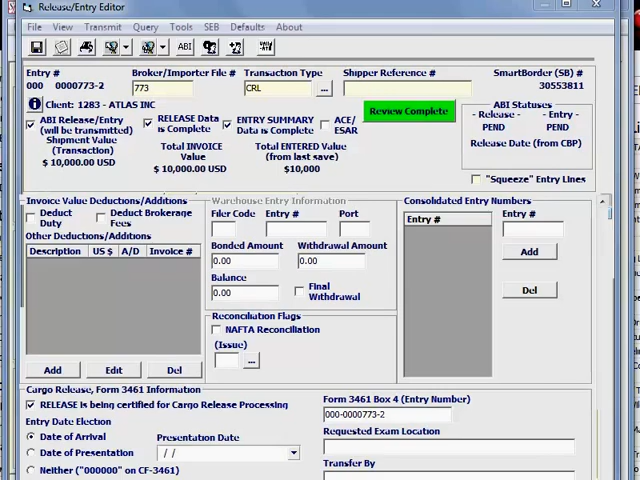 Release/Entry Editor
File View Transmit Query Tools SEB Defaults About
ABI
Entry # Broker/Importer File # Transaction Type Shipper Reference # SmartBorder (SB) #
000 0000773-2 773 CRL ... 30553811
Client: 1283 - ATLAS INC
Review Complete
ABI Statuses
ABI Release/Entry (will be transmitted)
RELEASE Data is Complete
ENTRY SUMMARY Data is Complete
ACE/ ESAR
- Release - - Entry -
PEND PEND
Release Date (from CBP)
Shipment Value (Transaction)
$ 10,000.00 USD
Total INVOICE Value
$ 10,000.00 USD
Total ENTERED Value (from last save)
$10,000
"Squeeze" Entry Lines
Invoice Value Deductions/Additions
Deduct Duty
Deduct Brokerage Fees
Other Deductions/Additions
Description US $ A/D Invoice #
Add Edit Del
Warehouse Entry Information
Filer Code Entry # Port
Bonded Amount Withdrawal Amount
0.00 0.00
Balance
0.00
Final Withdrawal
Reconciliation Flags
NAFTA Reconciliation
(Issue)
...
Consolidated Entry Numbers
Entry # Entry #
Add
Del
Cargo Release, Form 3461 Information
RELEASE is being certified for Cargo Release Processing
Entry Date Election
Date of Arrival
Date of Presentation
Neither ("000000" on CF-3461)
Presentation Date
/ /
Form 3461 Box 4 (Entry Number)
000-0000773-2
Requested Exam Location
Transfer By